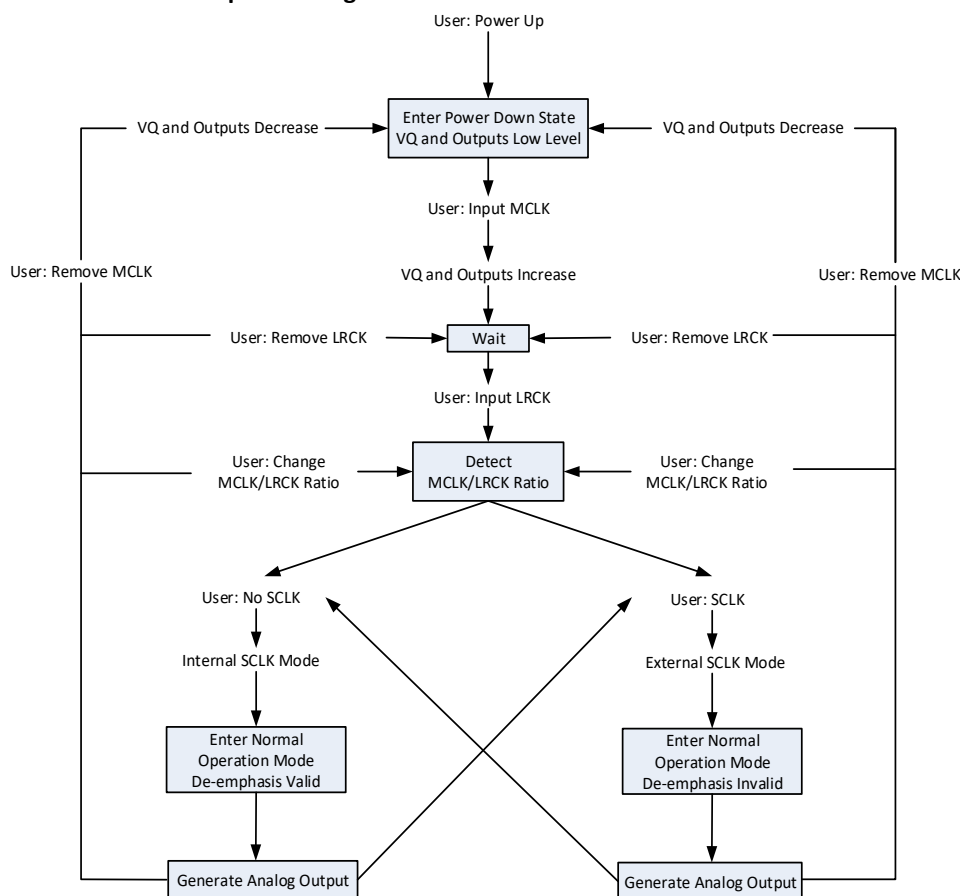 User: Power Up
Enter Power Down State
VQ and Outputs Low Level
VQ and Outputs Decrease
VQ and Outputs Decrease
User: Input MCLK
User: Remove MCLK
VQ and Outputs Increase
User: Remove MCLK
User: Remove LRCK
Wait
User: Remove LRCK
User: Input LRCK
User: Change
MCLK/LRCK Ratio
Detect
MCLK/LRCK Ratio
User: Change
MCLK/LRCK Ratio
User: No SCLK
User: SCLK
Internal SCLK Mode
External SCLK Mode
Enter Normal
Operation Mode
De-emphasis Valid
Enter Normal
Operation Mode
De-emphasis Invalid
Generate Analog Output
Generate Analog Output